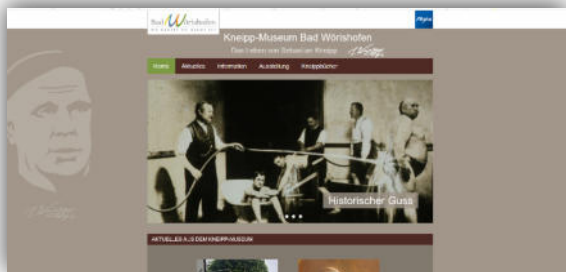 Bad Wörishofen
Allgäu
Kneipp-Museum Bad Wörishofen
Das Leben von Sebastian Kneipp
Home Aktuelles Information Ausstellung Kneippbücher
Historischer Guss
AKTUELLES AUS DEM KNEIPP-MUSEUM